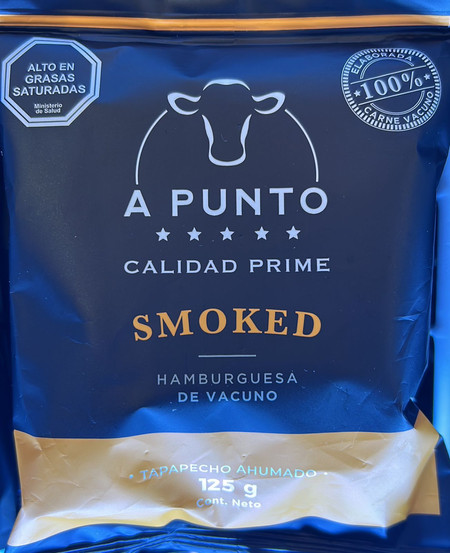 ALTO EN
GRASAS
SATURADAS
Ministerio
de Salud
ELABORADA
100%
CARNE VACUNO
A PUNTO
CALIDAD PRIME
SMOKED
HAMBURGUESA
DE VACUNO
• TAPAPECHO AHUMADO •
125 g
Cont. Neto